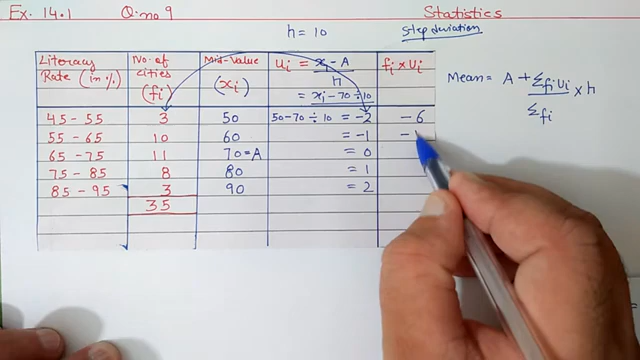 Ex. 14.1 Q.no 9 Statistics
h = 10 Step deviation
Literacy Rate (in %) No. of cities (fi) Mid-Value (xi) ui = xi - A / h = xi - 70 ÷ 10 fi × ui
Mean = A + Σfiui / Σfi × h
45 - 55 3 50 50 - 70 ÷ 10 = -2 - 6
55 - 65 10 60 = -1 -
65 - 75 11 70 = A = 0
75 - 85 8 80 = 1
85 - 95 3 90 = 2
35